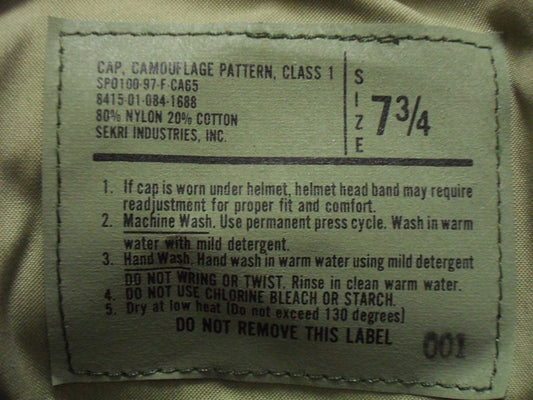 CAP, CAMOUFLAGE PATTERN, CLASS 1
SPO100-97-F-CA65
8415-01-084-1688
80% NYLON 20% COTTON
SEKRI INDUSTRIES, INC.
SIZE 7 3/4
1. If cap is worn under helmet, helmet head band may require
readjustment for proper fit and comfort.
2. Machine Wash. Use permanent press cycle. Wash in warm
water with mild detergent.
3. Hand Wash. Hand wash in warm water using mild detergent
DO NOT WRING OR TWIST. Rinse in clean warm water.
4. DO NOT USE CHLORINE BLEACH OR STARCH.
5. Dry at low heat (Do not exceed 130 degrees)
DO NOT REMOVE THIS LABEL
001